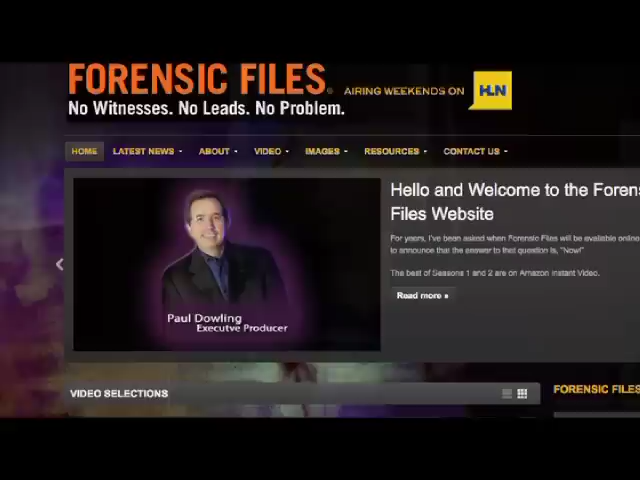 FORENSIC FILES®
AIRING WEEKENDS ON HLN
No Witnesses. No Leads. No Problem.
HOME LATEST NEWS ABOUT VIDEO IMAGES RESOURCES CONTACT US
Hello and Welcome to the Foren
Files Website
For years, I've been asked when Forensic Files will be available online
to announce that the answer to that question is, "Now!"
The best of Seasons 1 and 2 are on Amazon Instant Video.
Read more »
Paul Dowling
Executve Producer
VIDEO SELECTIONS
FORENSIC FILES